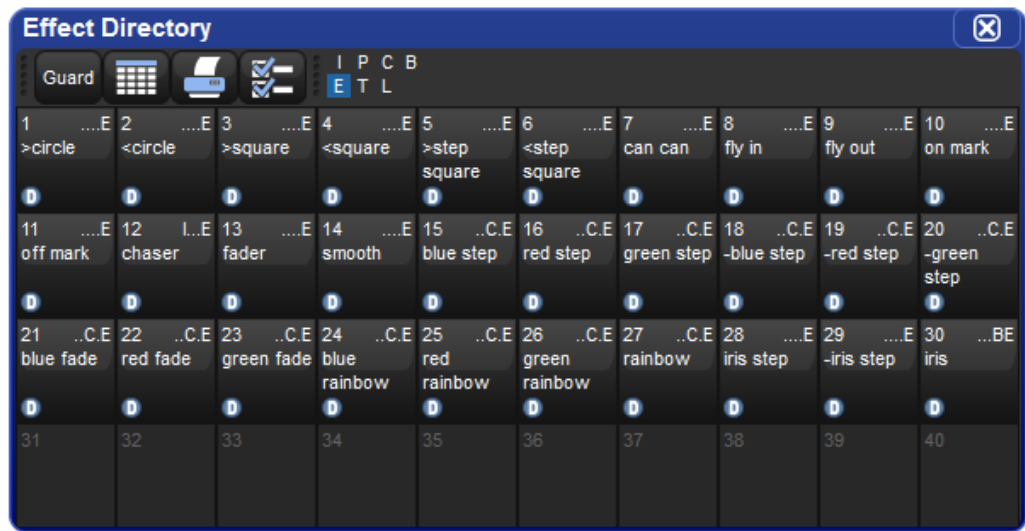 Effect Directory
Guard
I P C B
E T L
1 ....E 2 ....E 3 ....E 4 ....E 5 ....E 6 ....E 7 ....E 8 ....E 9 ....E 10 ....E
>circle <circle >square <square >step <step can can fly in fly out on mark
square square
D D D D D D D D D D
11 ....E 12 I...E 13 ....E 14 ....E 15 ..C.E 16 ..C.E 17 ..C.E 18 ..C.E 19 ..C.E 20 ..C.E
off mark chaser fader smooth blue step red step green step -blue step -red step -green
step
D D D D D D D D D D
21 ..C.E 22 ..C.E 23 ..C.E 24 ..C.E 25 ..C.E 26 ..C.E 27 ..C.E 28 ....E 29 ....E 30 ...BE
blue fade red fade green fade blue red green rainbow iris step -iris step iris
rainbow rainbow rainbow
D D D D D D D D D D
31 32 33 34 35 36 37 38 39 40